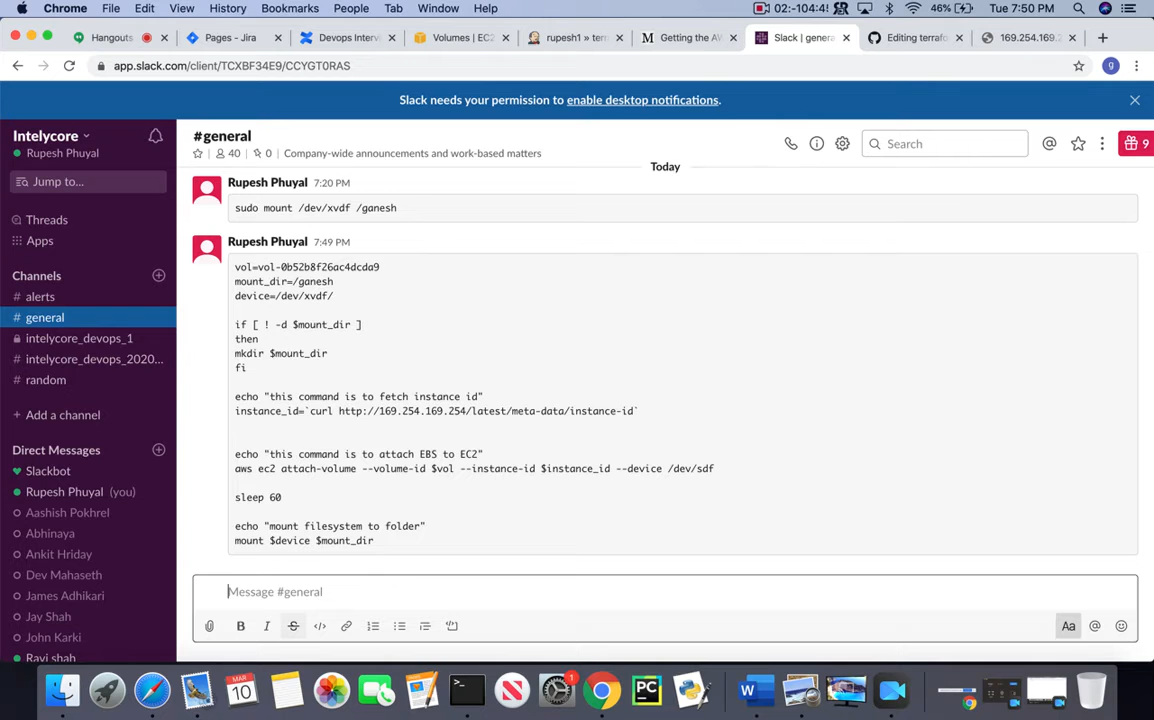 Chrome File Edit View History Bookmarks People Tab Window Help
02:-104:4 46% Tue 7:50 PM
Hangouts
Pages - Jira
Devops Interv
Volumes | EC2
rupesh1 » terr
Getting the AW
Slack | genera
Editing terrafo
169.254.169.2
app.slack.com/client/TCXBF34E9/CCYGT0RAS
g
Slack needs your permission to enable desktop notifications.
Intelycore
Rupesh Phuyal
Jump to...
Threads
Apps
Channels
# alerts
# general
intelycore_devops_1
# intelycore_devops_2020...
# random
+ Add a channel
Direct Messages
Slackbot
Rupesh Phuyal (you)
Aashish Pokhrel
Abhinaya
Ankit Hriday
Dev Mahaseth
James Adhikari
Jay Shah
John Karki
Ravi shah
#general
40 0 Company-wide announcements and work-based matters
Search
9
Today
Rupesh Phuyal 7:20 PM
sudo mount /dev/xvdf /ganesh
Rupesh Phuyal 7:49 PM
vol=vol-0b52b8f26ac4dcda9
mount_dir=/ganesh
device=/dev/xvdf/
if [ ! -d $mount_dir ]
then
mkdir $mount_dir
fi
echo "this command is to fetch instance id"
instance_id=`curl http://169.254.169.254/latest/meta-data/instance-id`
echo "this command is to attach EBS to EC2"
aws ec2 attach-volume --volume-id $vol --instance-id $instance_id --device /dev/sdf
sleep 60
echo "mount filesystem to folder"
mount $device $mount_dir
Message #general
B I S Aa @
MAR
10
1
PC
W